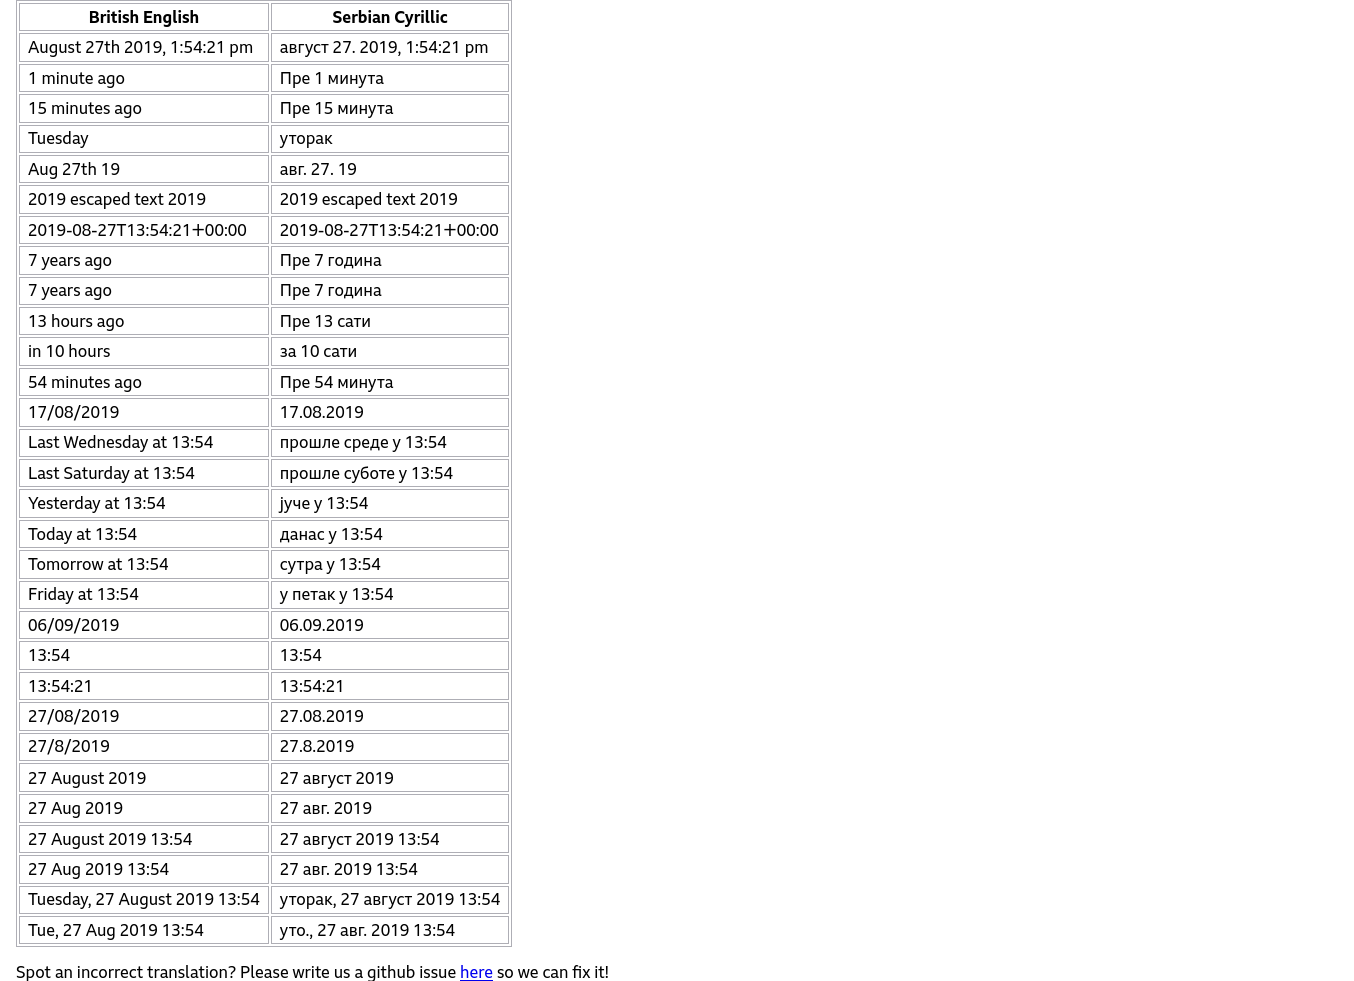 British English Serbian Cyrillic
August 27th 2019, 1:54:21 pm август 27. 2019, 1:54:21 pm
1 minute ago Пре 1 минута
15 minutes ago Пре 15 минута
Tuesday уторак
Aug 27th 19 авг. 27. 19
2019 escaped text 2019 2019 escaped text 2019
2019-08-27T13:54:21+00:00 2019-08-27T13:54:21+00:00
7 years ago Пре 7 година
7 years ago Пре 7 година
13 hours ago Пре 13 сати
in 10 hours за 10 сати
54 minutes ago Пре 54 минута
17/08/2019 17.08.2019
Last Wednesday at 13:54 прошле среде у 13:54
Last Saturday at 13:54 прошле суботе у 13:54
Yesterday at 13:54 јуче у 13:54
Today at 13:54 данас у 13:54
Tomorrow at 13:54 сутра у 13:54
Friday at 13:54 у петак у 13:54
06/09/2019 06.09.2019
13:54 13:54
13:54:21 13:54:21
27/08/2019 27.08.2019
27/8/2019 27.8.2019
27 August 2019 27 август 2019
27 Aug 2019 27 авг. 2019
27 August 2019 13:54 27 август 2019 13:54
27 Aug 2019 13:54 27 авг. 2019 13:54
Tuesday, 27 August 2019 13:54 уторак, 27 август 2019 13:54
Tue, 27 Aug 2019 13:54 уто., 27 авг. 2019 13:54
Spot an incorrect translation? Please write us a github issue here so we can fix it!